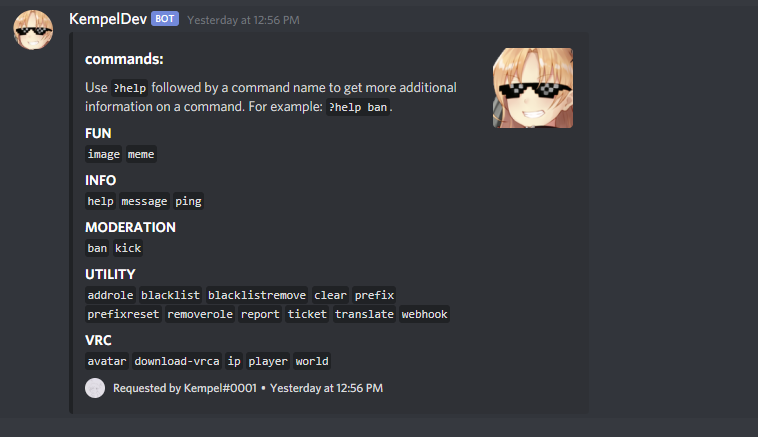 KempelDev BOT Yesterday at 12:56 PM
commands:
Use ?help followed by a command name to get more additional
information on a command. For example: ?help ban.
FUN
image meme
INFO
help message ping
MODERATION
ban kick
UTILITY
addrole blacklist blacklistremove clear prefix
prefixreset removerole report ticket translate webhook
VRC
avatar download-vrca ip player world
Requested by Kempel#0001 • Yesterday at 12:56 PM